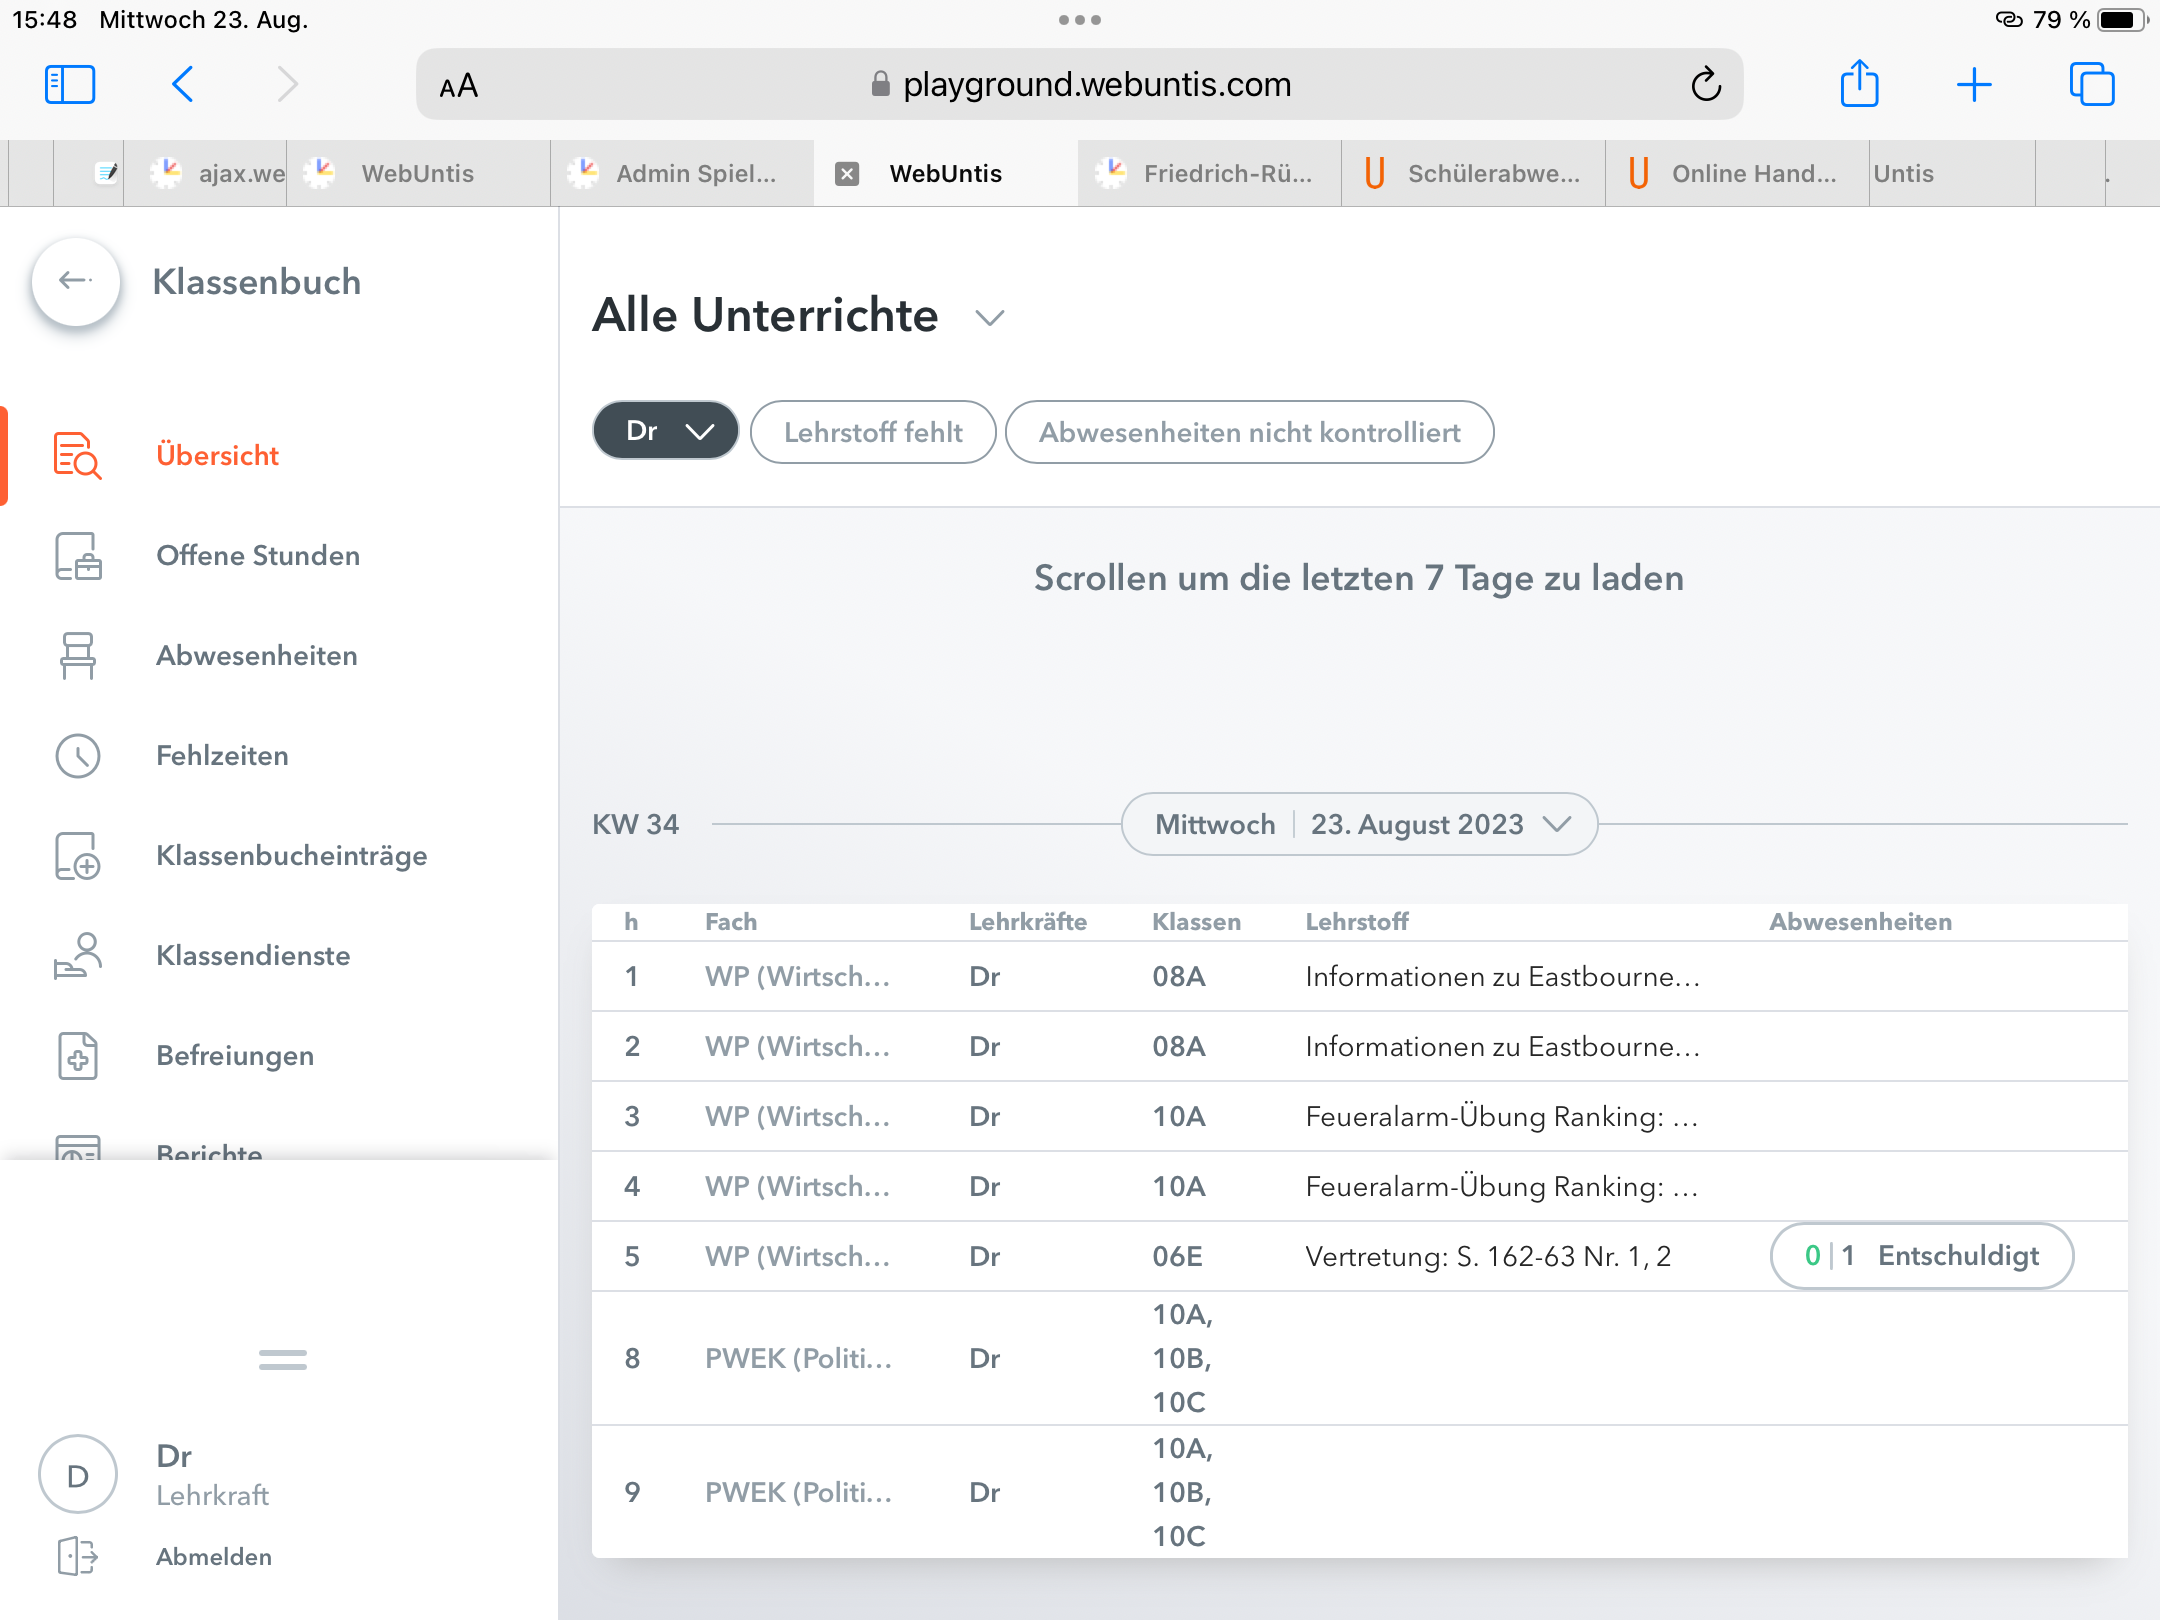 15:48 Mittwoch 23. Aug.
79 %
AA playground.webuntis.com
ajax.we WebUntis Admin Spiel... WebUntis Friedrich-Rü... Schülerabwe... Online Hand... Untis
Klassenbuch
Übersicht
Offene Stunden
Abwesenheiten
Fehlzeiten
Klassenbucheinträge
Klassendienste
Befreiungen
Berichte
D
Dr
Lehrkraft
Abmelden
Alle Unterrichte
Dr Lehrstoff fehlt Abwesenheiten nicht kontrolliert
Scrollen um die letzten 7 Tage zu laden
KW 34 Mittwoch 23. August 2023
h Fach Lehrkräfte Klassen Lehrstoff Abwesenheiten
1 WP (Wirtsch... Dr 08A Informationen zu Eastbourne...
2 WP (Wirtsch... Dr 08A Informationen zu Eastbourne...
3 WP (Wirtsch... Dr 10A Feueralarm-Übung Ranking: ...
4 WP (Wirtsch... Dr 10A Feueralarm-Übung Ranking: ...
5 WP (Wirtsch... Dr 06E Vertretung: S. 162-63 Nr. 1, 2 0|1 Entschuldigt
10A,
8 PWEK (Politi... Dr 10B,
10C
10A,
9 PWEK (Politi... Dr 10B,
10C